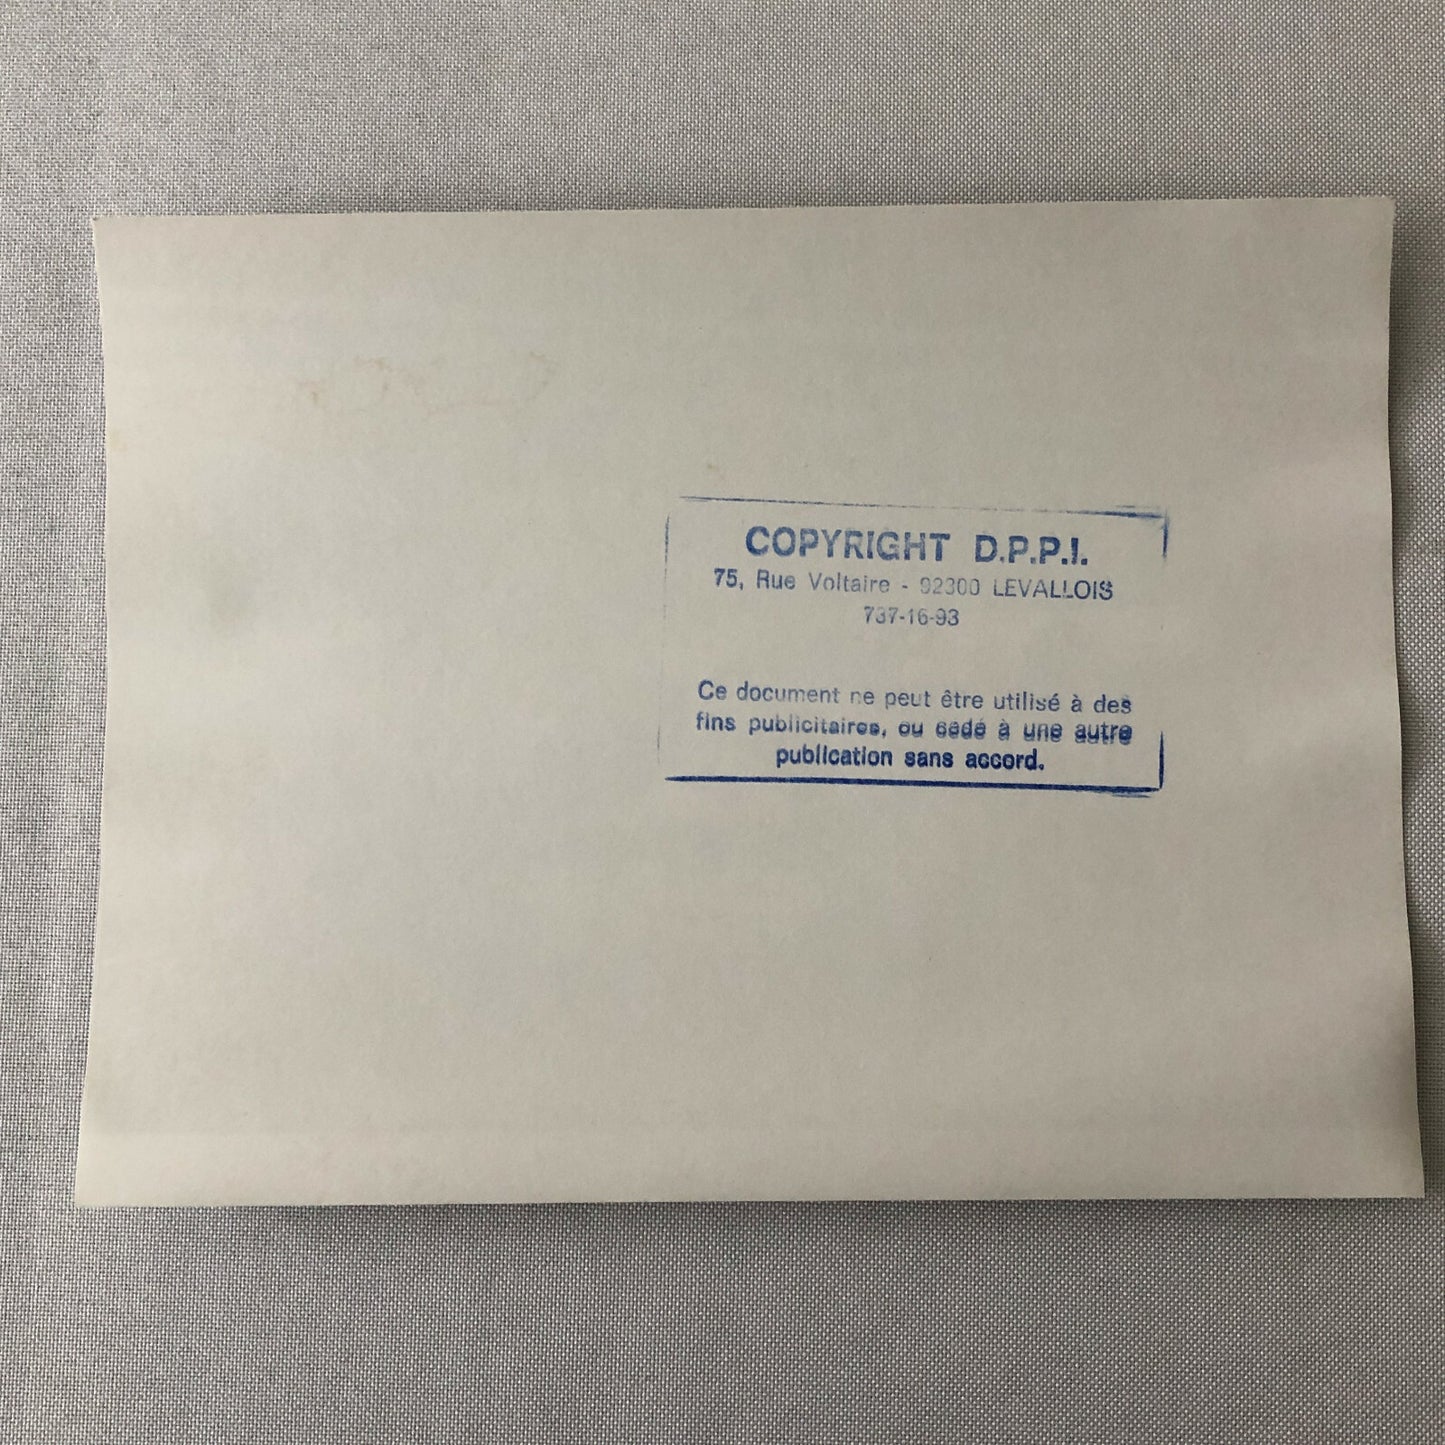 COPYRIGHT D.P.P.I.
75, Rue Voltaire - 92300 LEVALLOIS
737-16-93
Ce document ne peut être utilisé à des
fins publicitaires, ou cédé à une autre
publication sans accord.